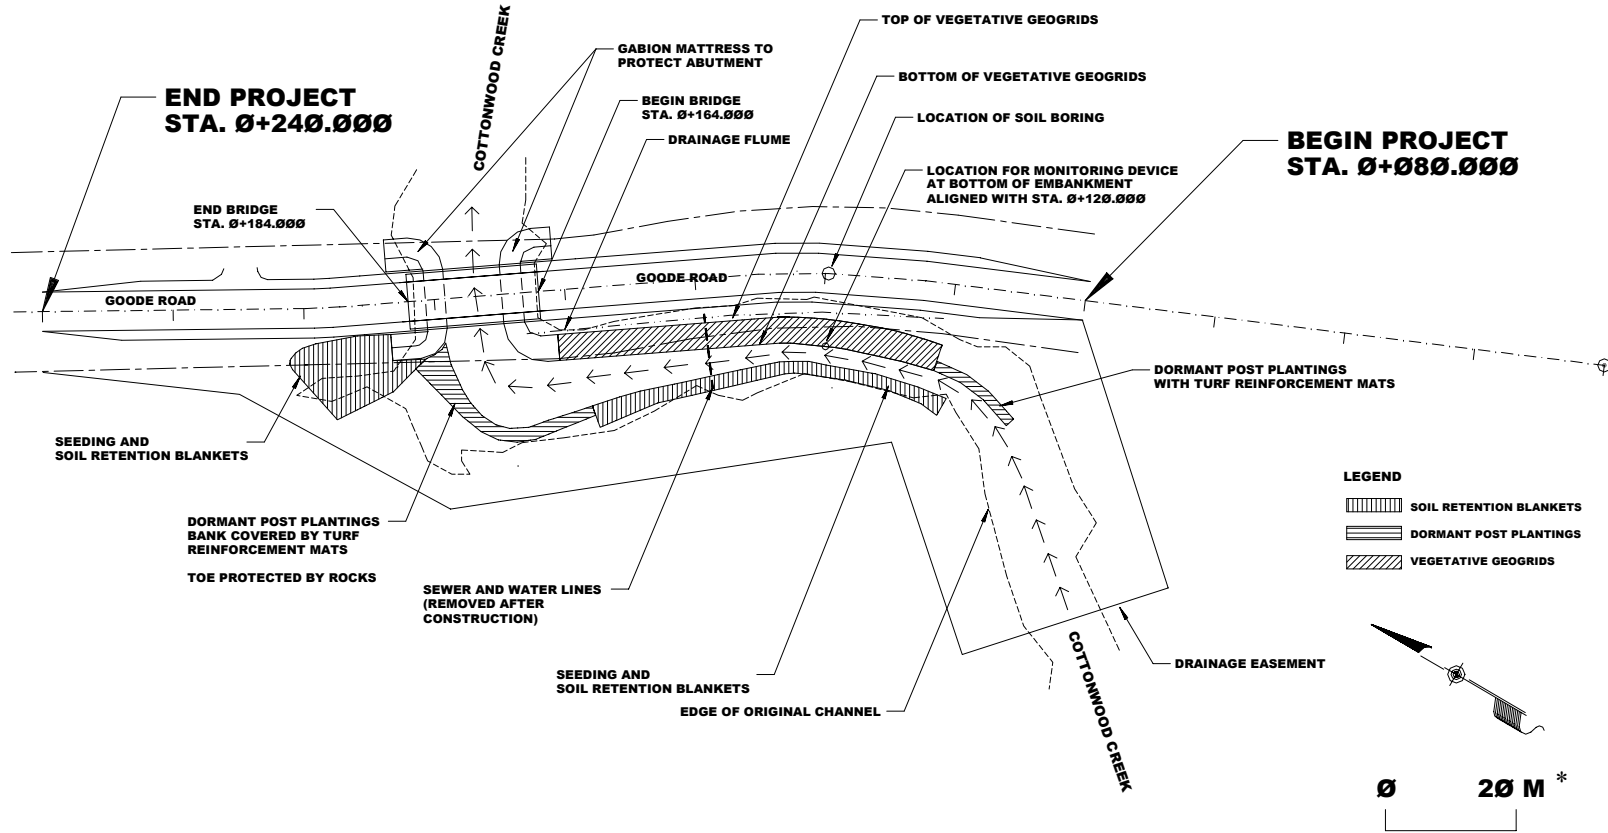 COTTONWOOD CREEK
TOP OF VEGETATIVE GEOGRIDS
GABION MATTRESS TO
PROTECT ABUTMENT
BOTTOM OF VEGETATIVE GEOGRIDS
END PROJECT
STA. Ø+24Ø.ØØØ
BEGIN BRIDGE
STA. Ø+164.ØØØ
LOCATION OF SOIL BORING
DRAINAGE FLUME
BEGIN PROJECT
STA. Ø+Ø8Ø.ØØØ
LOCATION FOR MONITORING DEVICE
AT BOTTOM OF EMBANKMENT
ALIGNED WITH STA. Ø+12Ø.ØØØ
END BRIDGE
STA. Ø+184.ØØØ
GOODE ROAD
GOODE ROAD
DORMANT POST PLANTINGS
WITH TURF REINFORCEMENT MATS
SEEDING AND
SOIL RETENTION BLANKETS
LEGEND
SOIL RETENTION BLANKETS
DORMANT POST PLANTINGS
VEGETATIVE GEOGRIDS
DORMANT POST PLANTINGS
BANK COVERED BY TURF
REINFORCEMENT MATS
TOE PROTECTED BY ROCKS
SEWER AND WATER LINES
(REMOVED AFTER
CONSTRUCTION)
SEEDING AND
SOIL RETENTION BLANKETS
EDGE OF ORIGINAL CHANNEL
COTTONWOOD CREEK
DRAINAGE EASEMENT
Ø 2Ø M *